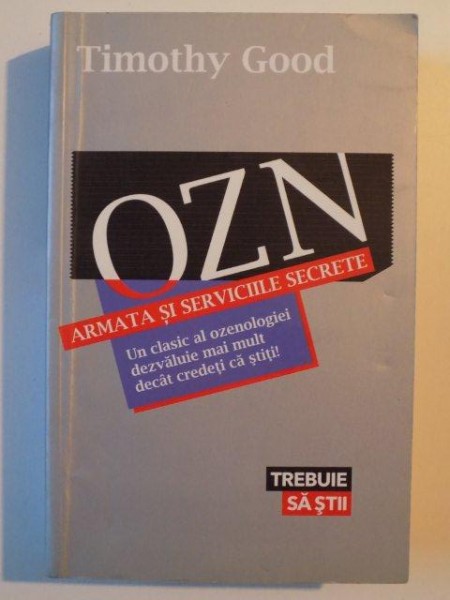 Timothy Good
OZN
ARMATA ȘI SERVICIILE SECRETE
Un clasic al ozenologiei
dezvăluie mai mult
decât credeți că știți!
TREBUIE
SĂ ȘTII